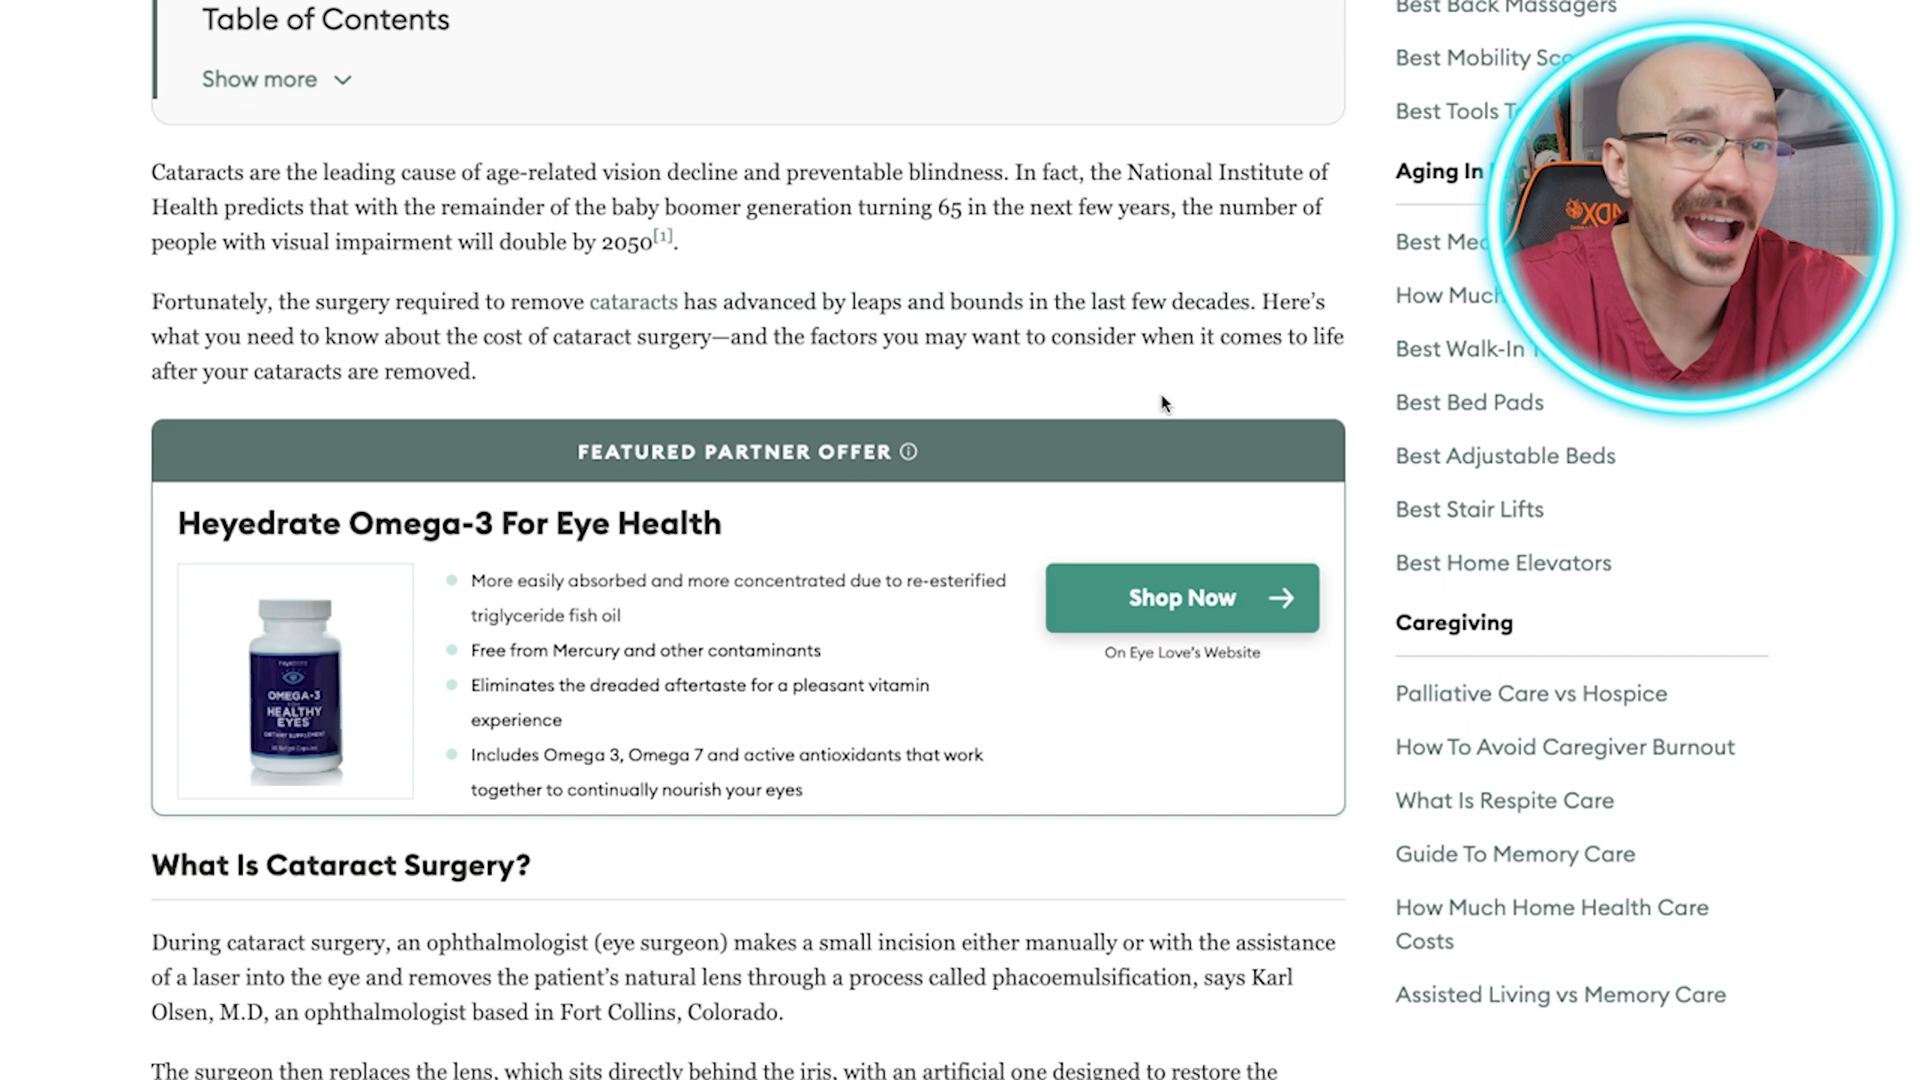 Table of Contents
Show more
Cataracts are the leading cause of age-related vision decline and preventable blindness. In fact, the National Institute of
Health predicts that with the remainder of the baby boomer generation turning 65 in the next few years, the number of
people with visual impairment will double by 2050[1].
Fortunately, the surgery required to remove cataracts has advanced by leaps and bounds in the last few decades. Here's
what you need to know about the cost of cataract surgery—and the factors you may want to consider when it comes to life
after your cataracts are removed.
FEATURED PARTNER OFFER
Heyedrate Omega-3 For Eye Health
OMEGA-3
HEALTHY
EYES
DIETARY SUPPLEMENT
More easily absorbed and more concentrated due to re-esterified
triglyceride fish oil
Free from Mercury and other contaminants
Eliminates the dreaded aftertaste for a pleasant vitamin
experience
Includes Omega 3, Omega 7 and active antioxidants that work
together to continually nourish your eyes
Shop Now
On Eye Love's Website
What Is Cataract Surgery?
During cataract surgery, an ophthalmologist (eye surgeon) makes a small incision either manually or with the assistance
of a laser into the eye and removes the patient's natural lens through a process called phacoemulsification, says Karl
Olsen, M.D, an ophthalmologist based in Fort Collins, Colorado.
The surgeon then replaces the lens, which sits directly behind the iris, with an artificial one designed to restore the
Best Back Massagers
Best Mobility
Best Tools
Aging In
Best
How Much
Best Walk-In
Best Bed Pads
Best Adjustable Beds
Best Stair Lifts
Best Home Elevators
Caregiving
Palliative Care vs Hospice
How To Avoid Caregiver Burnout
What Is Respite Care
Guide To Memory Care
How Much Home Health Care
Costs
Assisted Living vs Memory Care